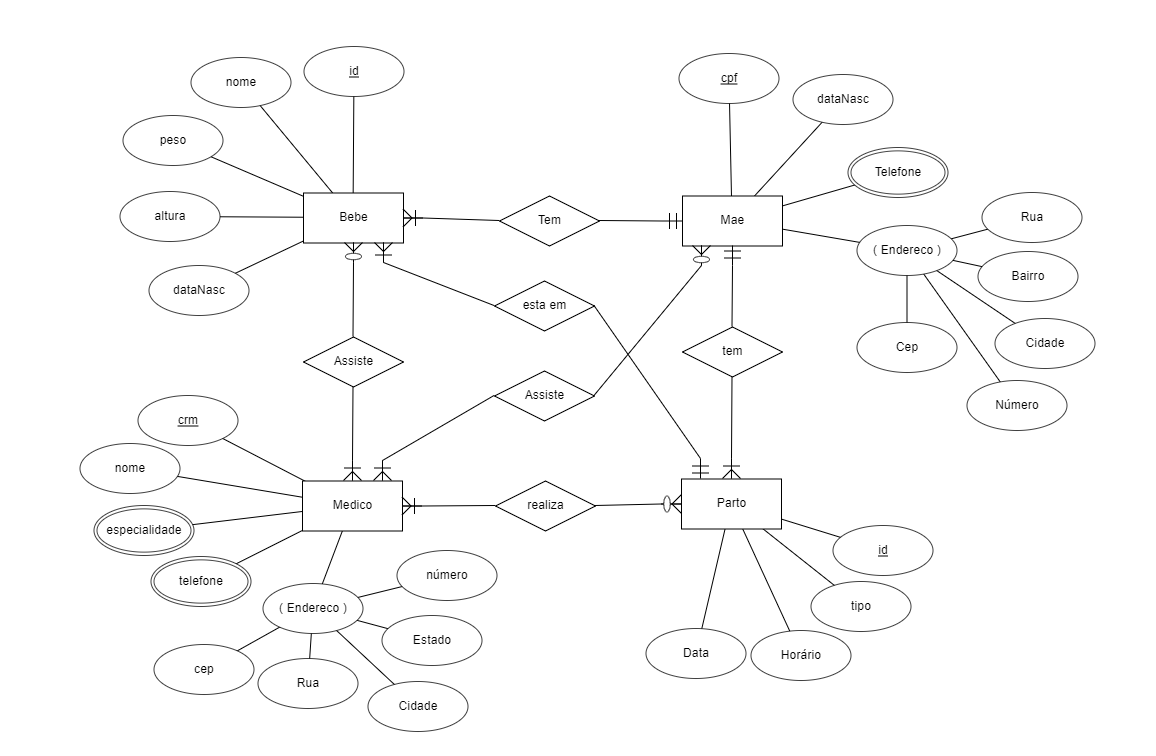 id
nome
cpf
dataNasc
peso
Telefone
altura
Bebe
Tem
Mae
Rua
( Endereco )
Bairro
dataNasc
esta em
Cep
Cidade
Assiste
tem
Assiste
Número
crm
nome
especialidade
Medico
realiza
Parto
telefone
id
número
( Endereco )
tipo
Estado
Data
Horário
cep
Rua
Cidade